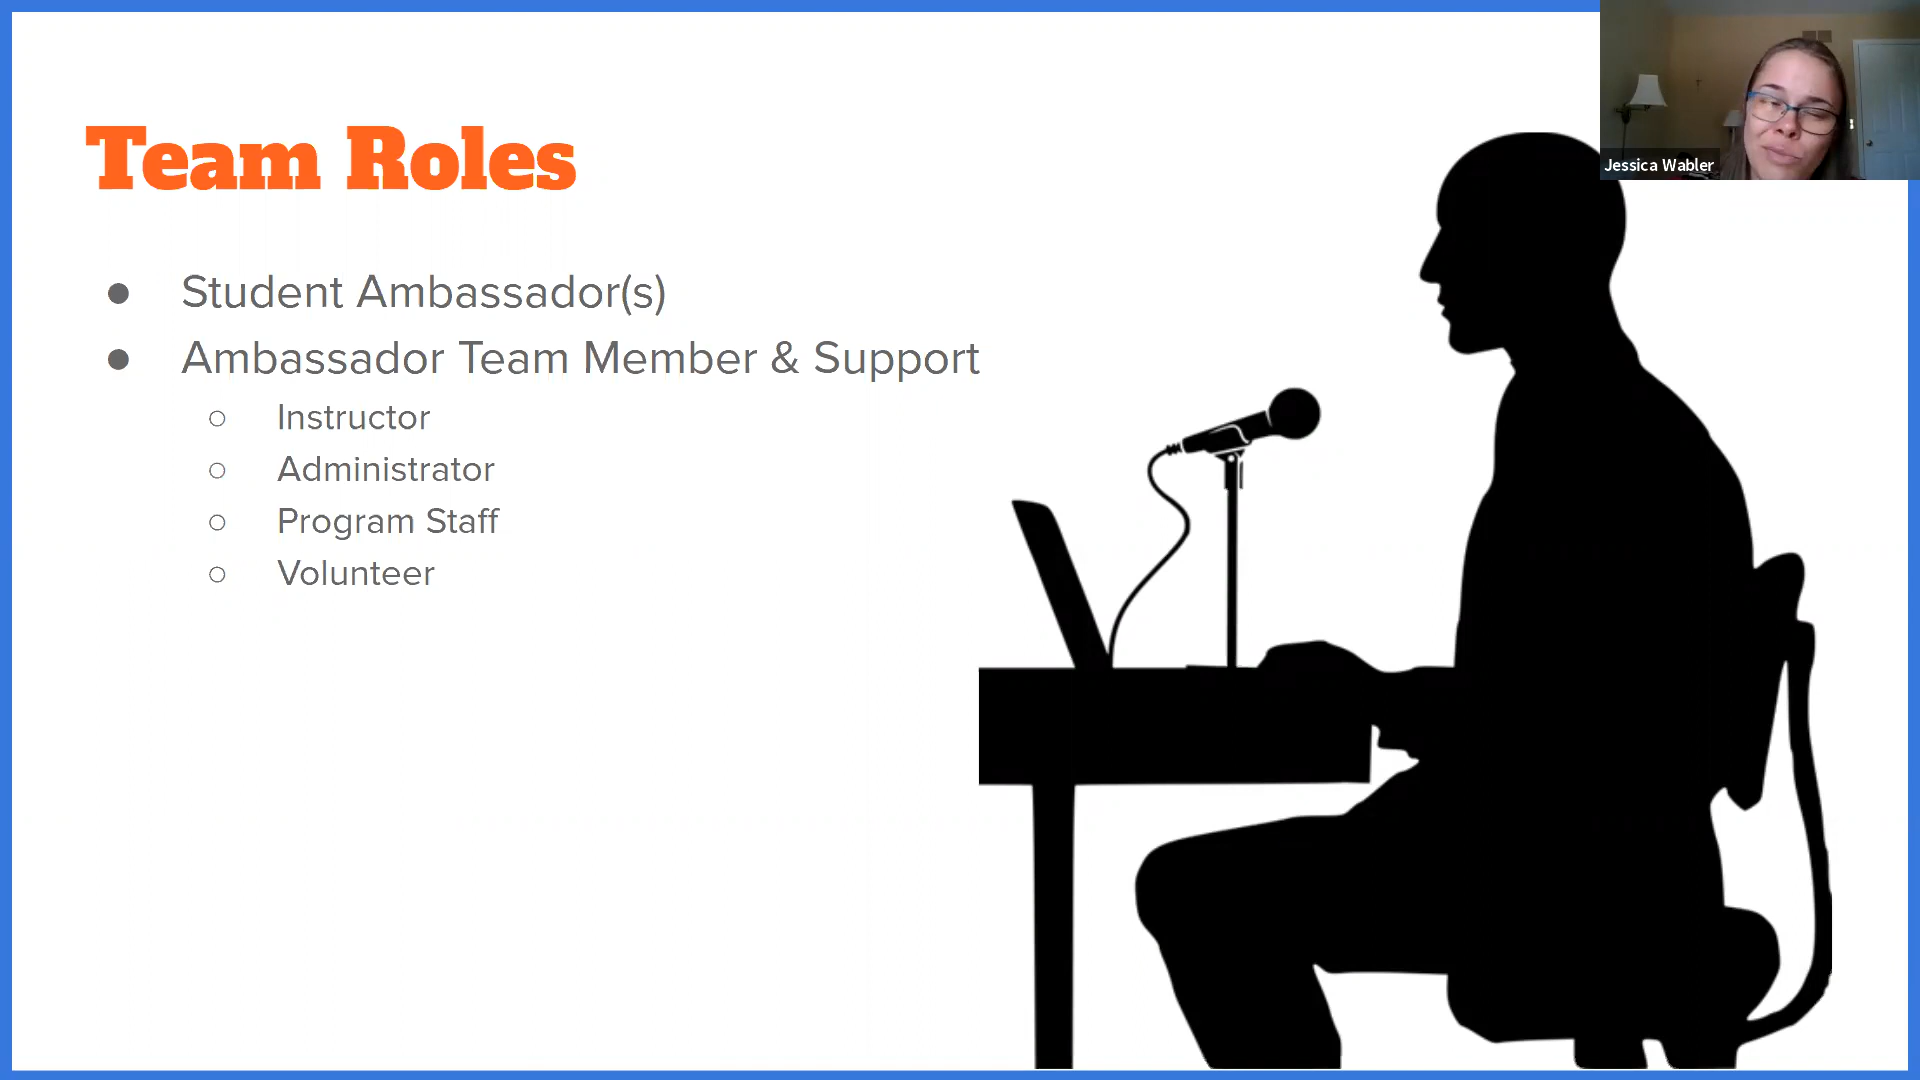 Team Roles
Jessica Wabler
● Student Ambassador(s)
● Ambassador Team Member & Support
○ Instructor
○ Administrator
○ Program Staff
○ Volunteer